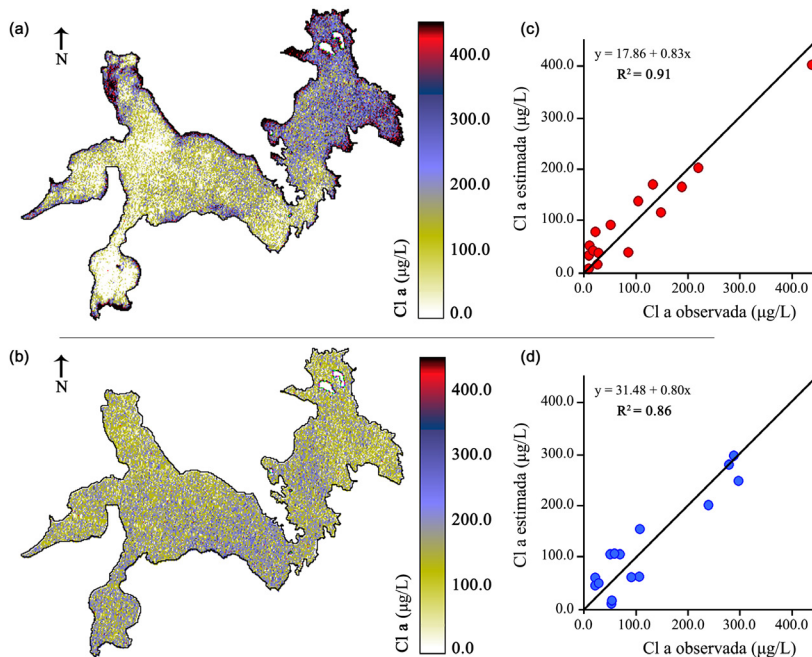 (a)
N
400.0
300.0
200.0
100.0
0.0
Cl a (µg/L)
(c)
y = 17.86 + 0.83x
R² = 0.91
400.0
300.0
200.0
100.0
0.0
Cl a estimada (µg/L)
0.0 100.0 200.0 300.0 400.0
Cl a observada (µg/L)
(b)
N
400.0
300.0
200.0
100.0
0.0
Cl a (µg/L)
(d)
y = 31.48 + 0.80x
R² = 0.86
400.0
300.0
200.0
100.0
0.0
Cl a estimada (µg/L)
0.0 100.0 200.0 300.0 400.0
Cl a observada (µg/L)